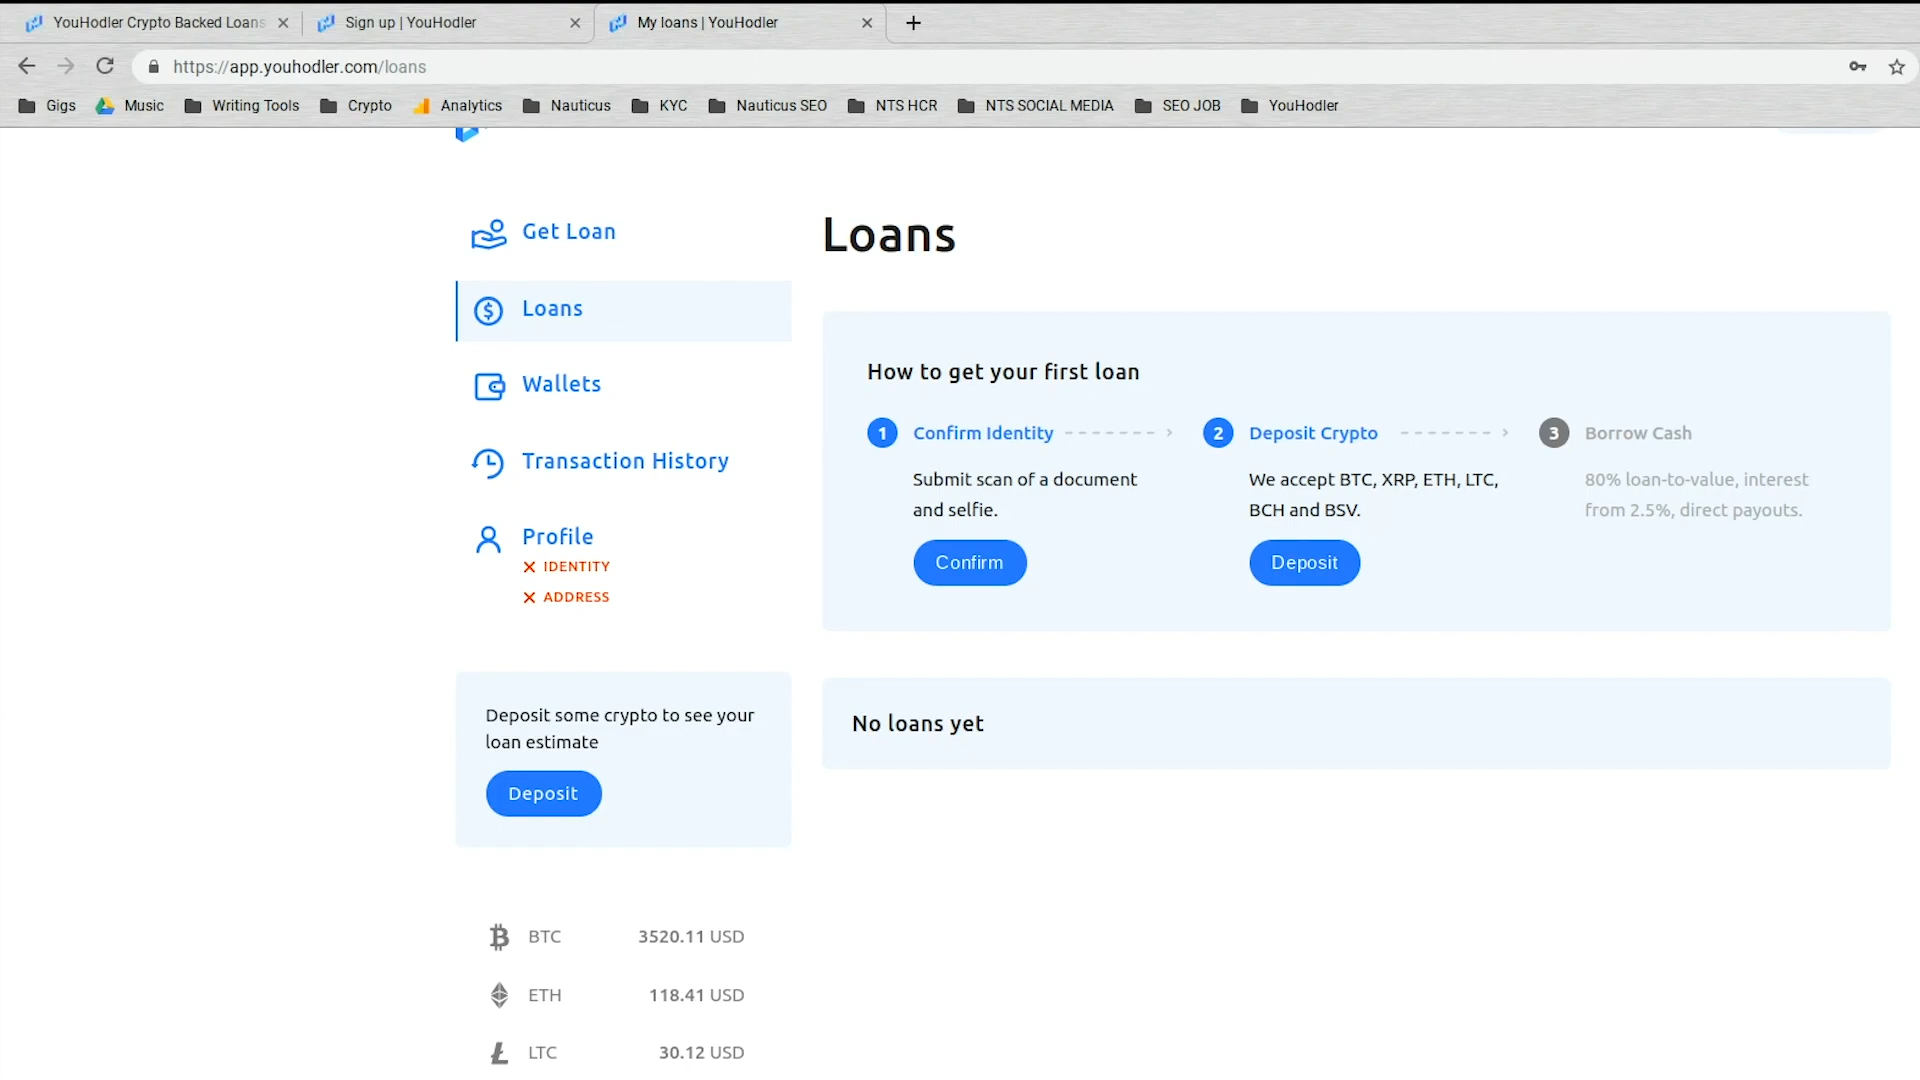 YouHodler Crypto Backed Loans
Sign up | YouHodler
My loans | YouHodler
https://app.youhodler.com/loans
Gigs
Music
Writing Tools
Crypto
Analytics
Nauticus
KYC
Nauticus SEO
NTS HCR
NTS SOCIAL MEDIA
SEO JOB
YouHodler
Get Loan
Loans
Wallets
Transaction History
Profile
IDENTITY
ADDRESS
Deposit some crypto to see your
loan estimate
Deposit
BTC 3520.11 USD
ETH 118.41 USD
LTC 30.12 USD
Loans
How to get your first loan
1 Confirm Identity
Submit scan of a document
and selfie.
Confirm
2 Deposit Crypto
We accept BTC, XRP, ETH, LTC,
BCH and BSV.
Deposit
3 Borrow Cash
80% loan-to-value, interest
from 2.5%, direct payouts.
No loans yet